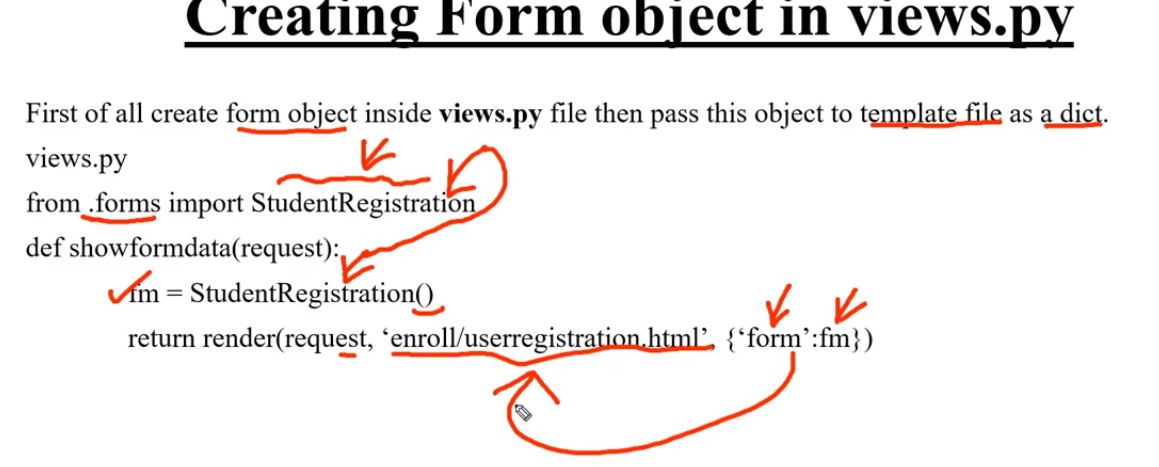 Creating Form object in views.py
First of all create form object inside views.py file then pass this object to template file as a dict.
views.py
from .forms import StudentRegistration
def showformdata(request):
fm = StudentRegistration()
return render(request, ‘enroll/userregistration.html’, {‘form’:fm})